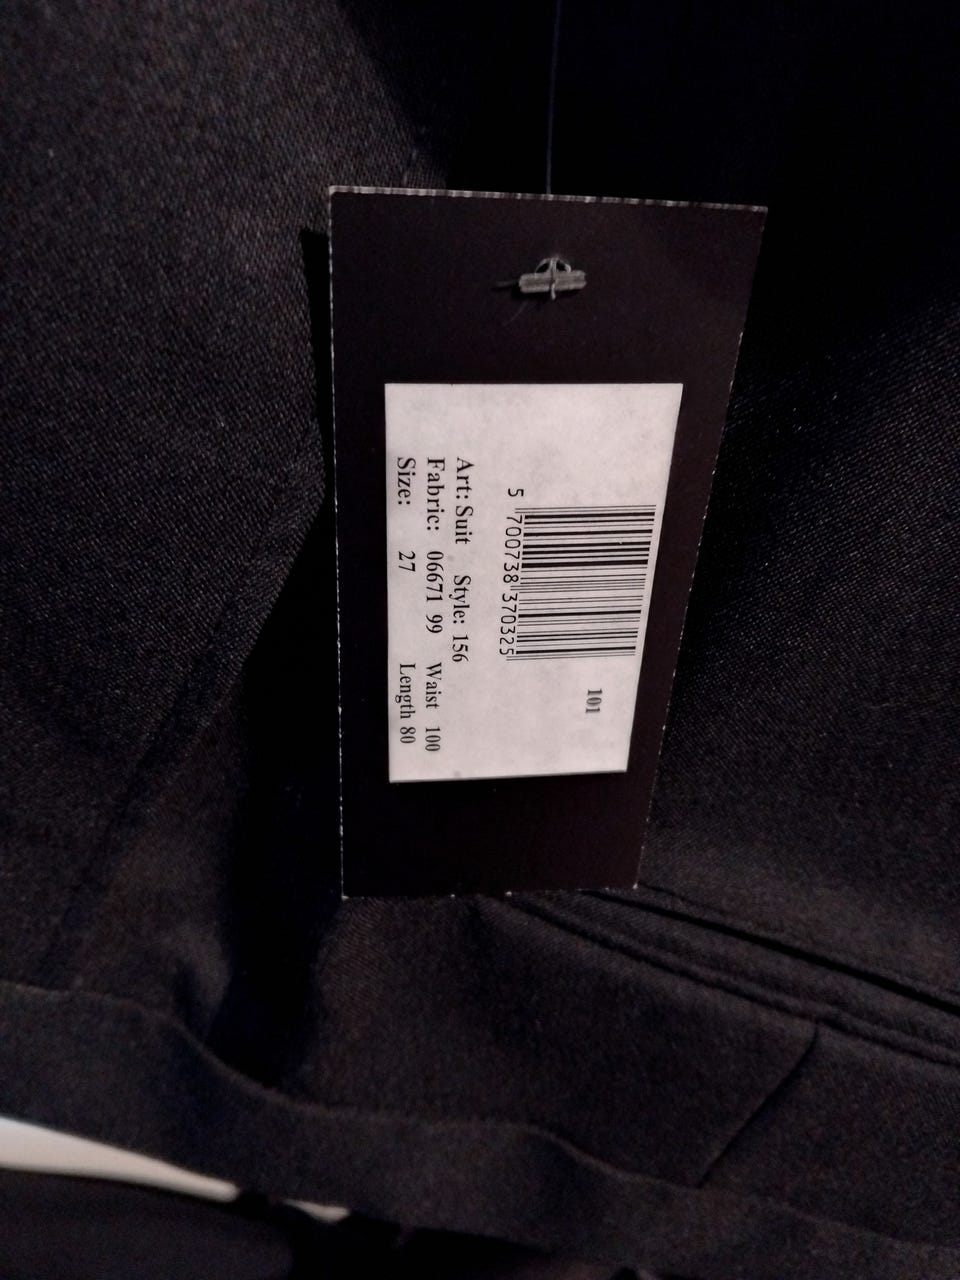 101
5 700738 370325
Art: Suit Style: 156
Fabric: 06671 99 Waist 100
Size: 27 Length 80